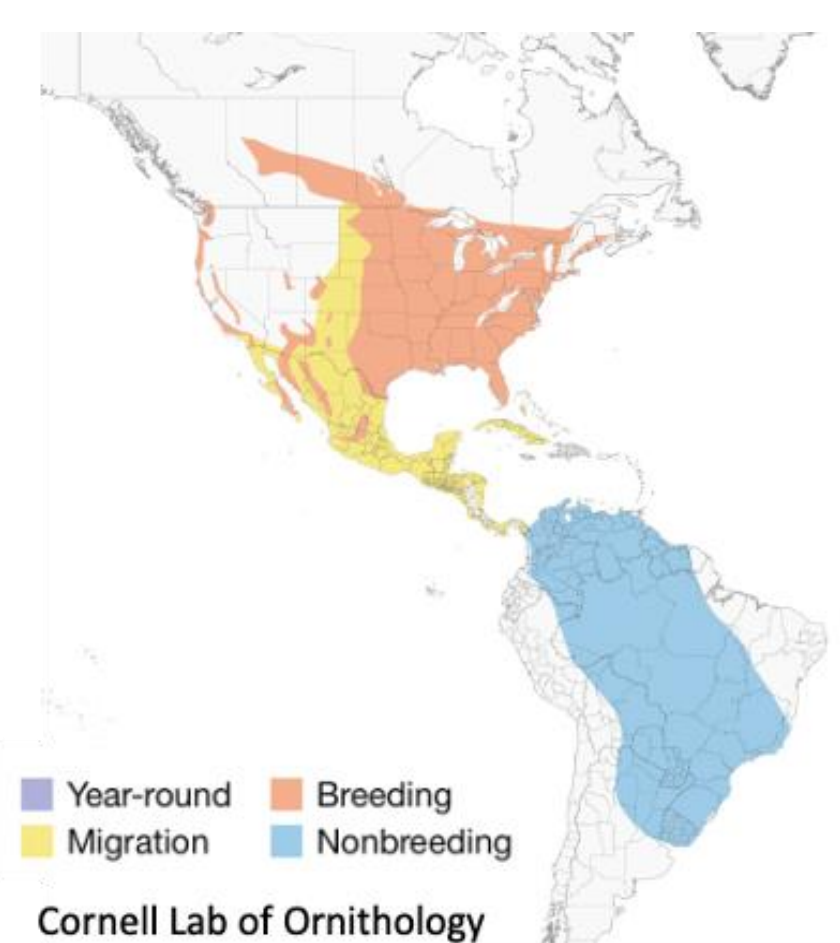 Year-round
Breeding
Migration
Nonbreeding
Cornell Lab of Ornithology